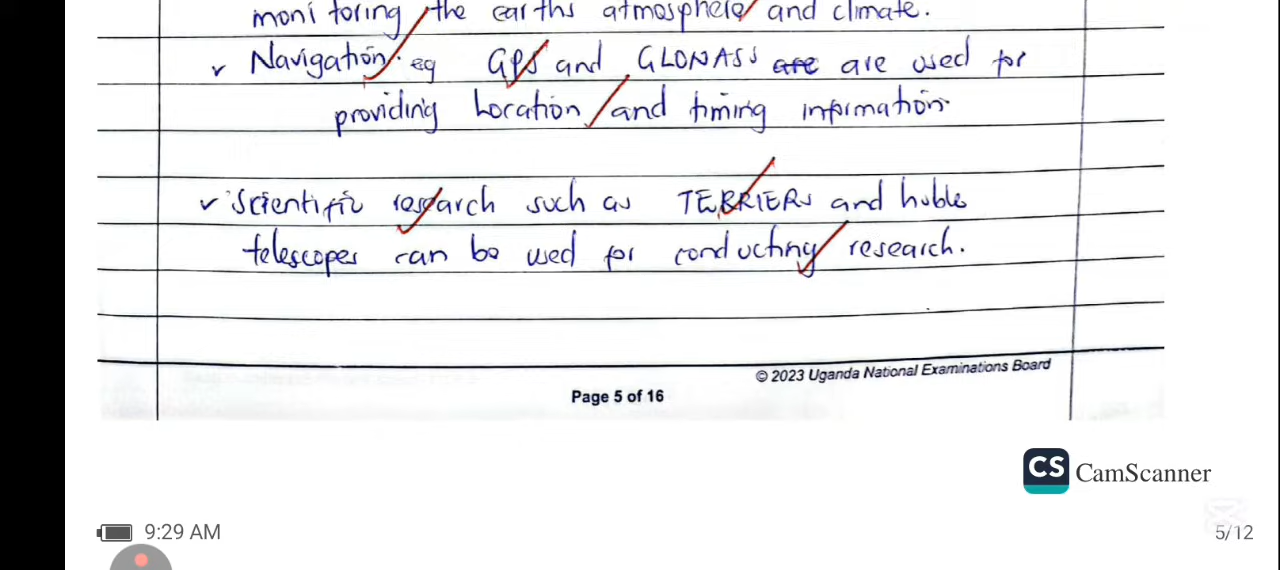 monitoring the earths atmosphere and climate.
Navigation. eg GPS and GLONASS are are used for
providing Location and timing information.
Scientific research such as TERRIERs and huble
telescopes can be used for conducting research.
© 2023 Uganda National Examinations Board
Page 5 of 16
CS CamScanner
9:29 AM
5/12